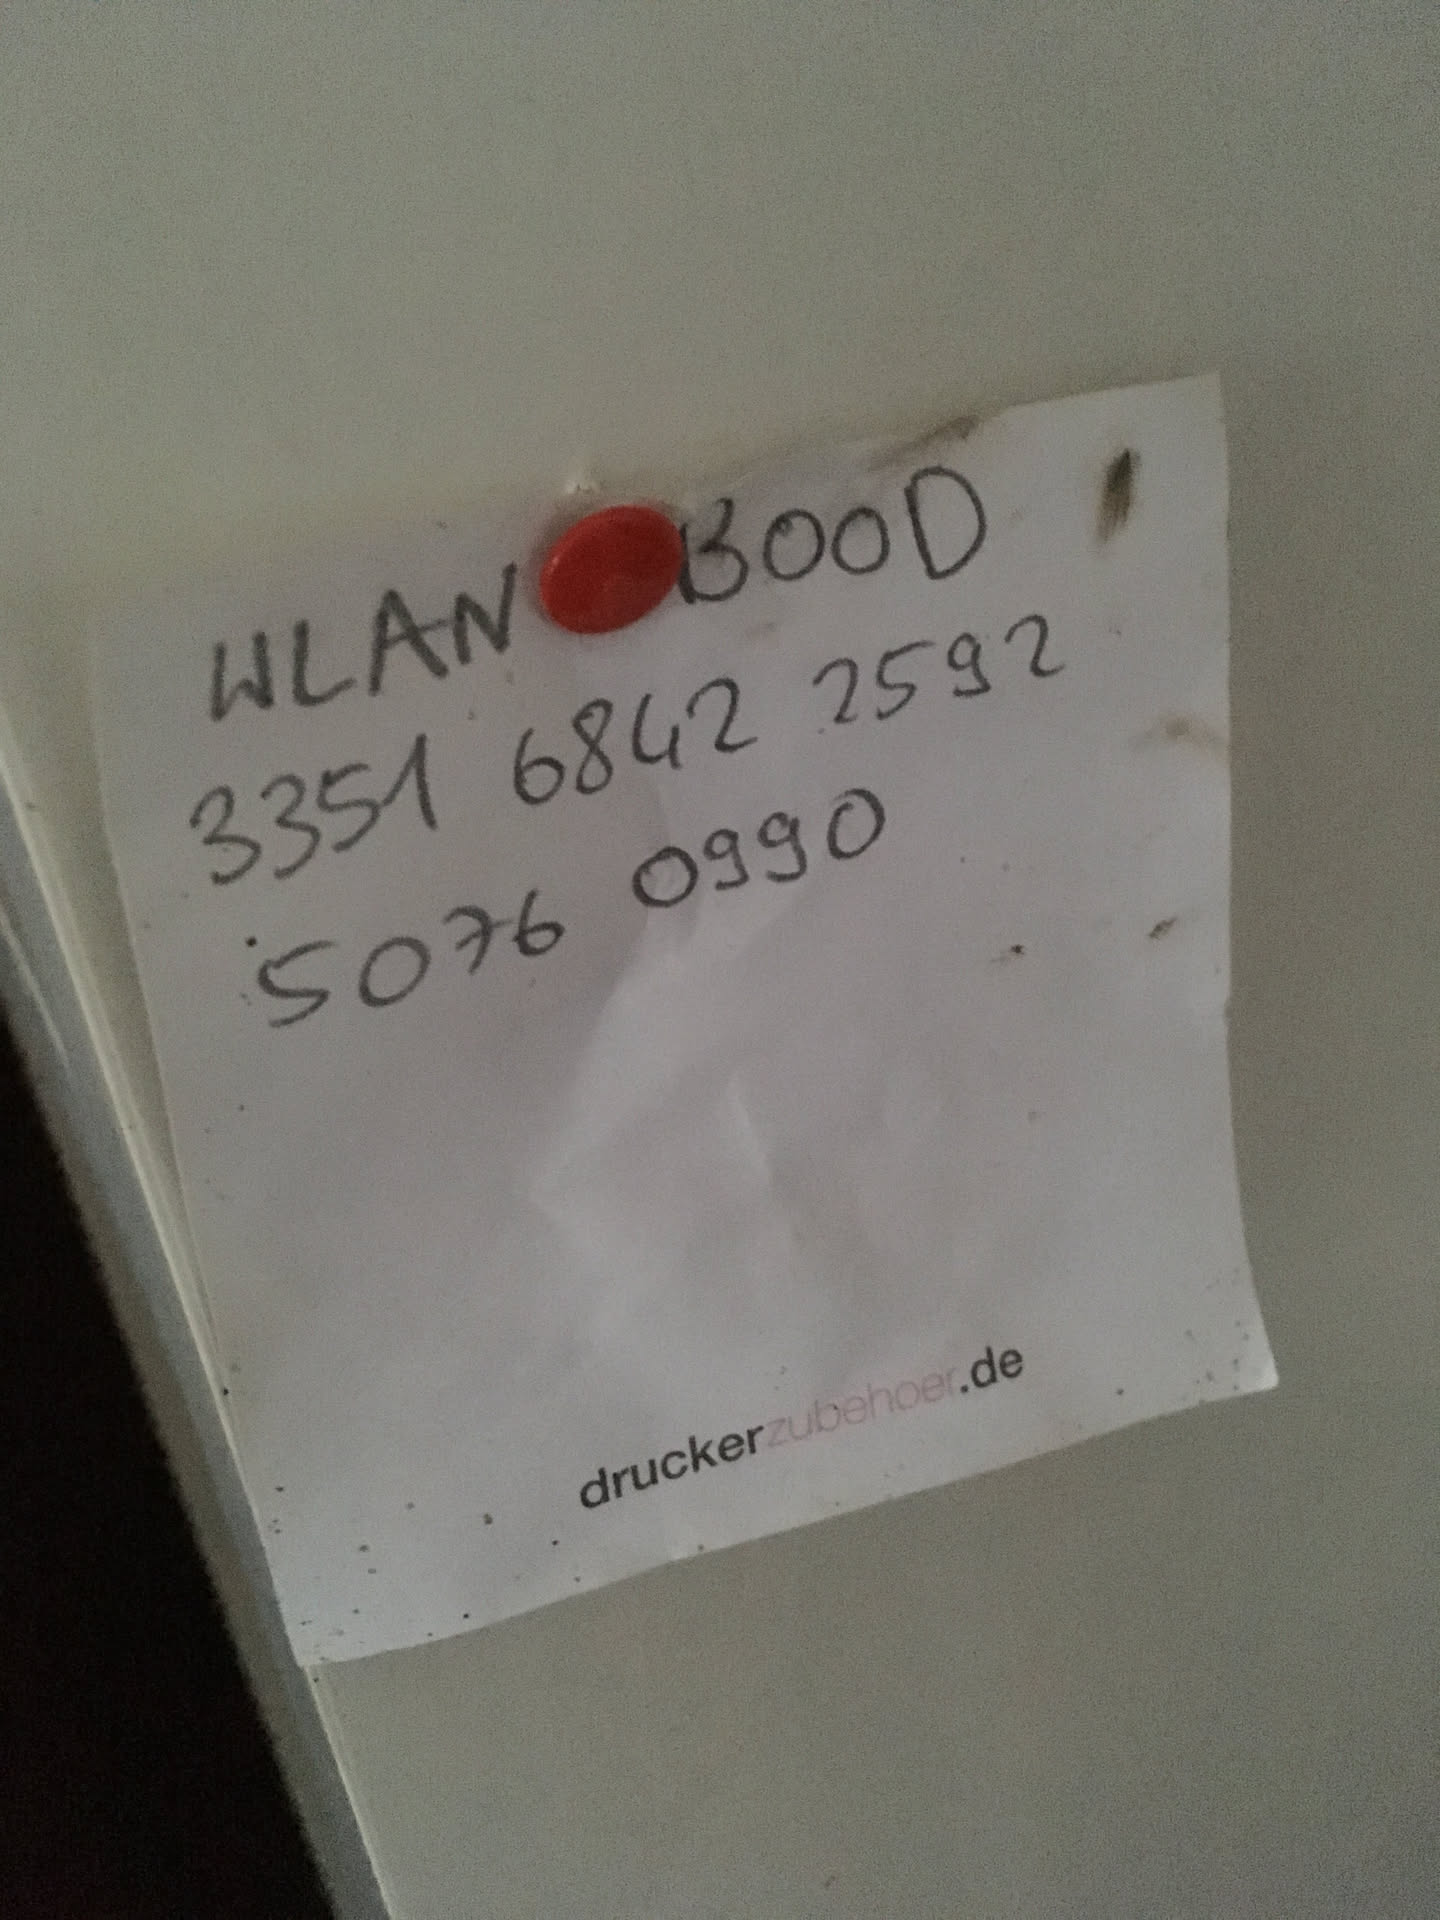 WLAN BOOD
3351 6842 2592
5076 0990
druckerzubehoer.de